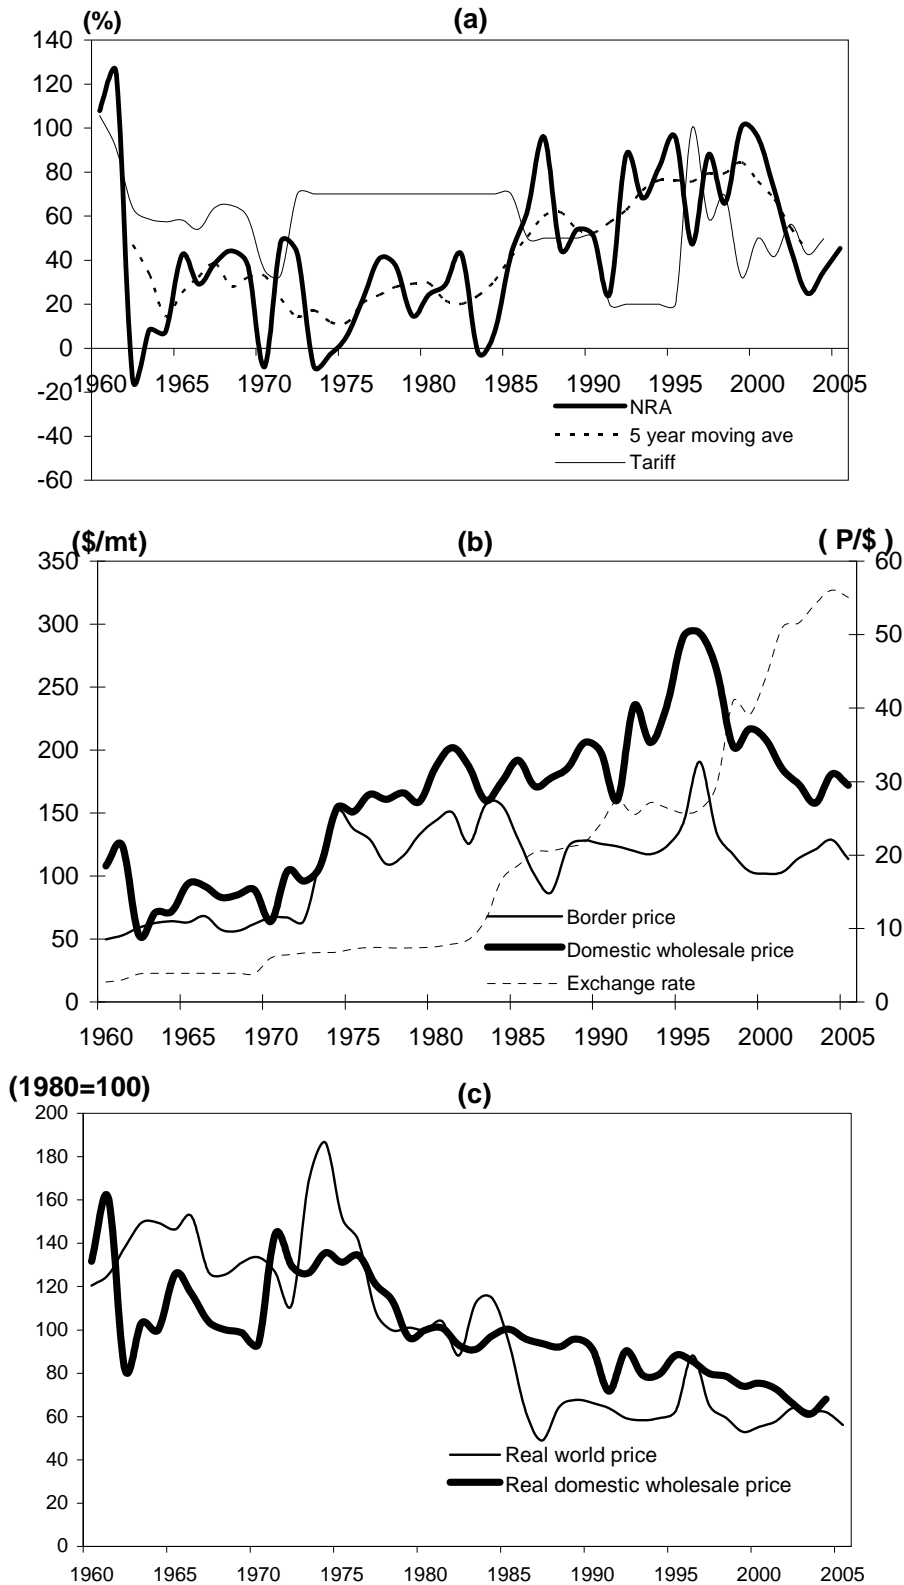 (%) (a)
140
120
100
80
60
40
20
0
1960 1965 1970 1975 1980 1985 1990 1995 2000 2005
-20
NRA
-40
5 year moving ave
Tariff
-60
($/mt) (b) ( P/$ )
350 60
300
50
250
40
200
30
150
20
100
Border price
50 10
Domestic wholesale price
Exchange rate
0 0
1960 1965 1970 1975 1980 1985 1990 1995 2000 2005
(1980=100) (c)
200
180
160
140
120
100
80
60
40
Real world price
Real domestic wholesale price
20
0
1960 1965 1970 1975 1980 1985 1990 1995 2000 2005